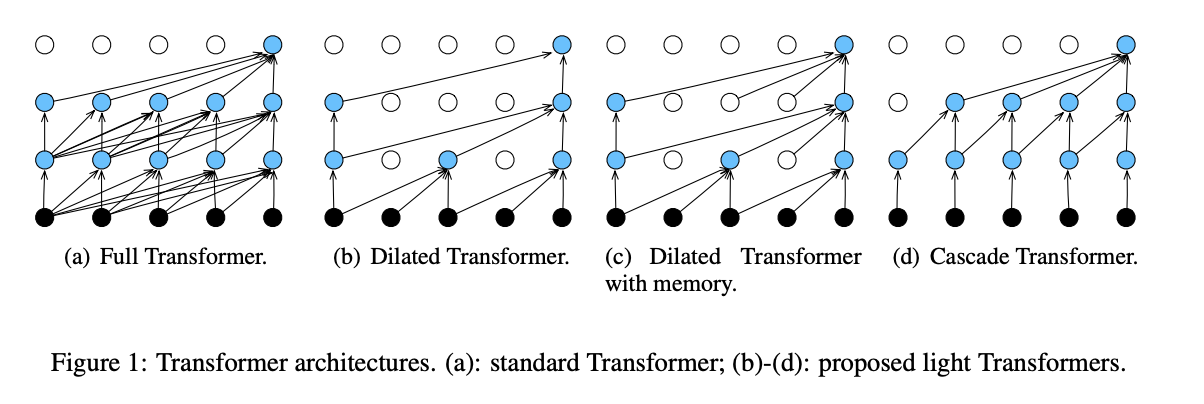 (a) Full Transformer.
(b) Dilated Transformer.
(c) Dilated Transformer
with memory.
(d) Cascade Transformer.
Figure 1: Transformer architectures. (a): standard Transformer; (b)-(d): proposed light Transformers.